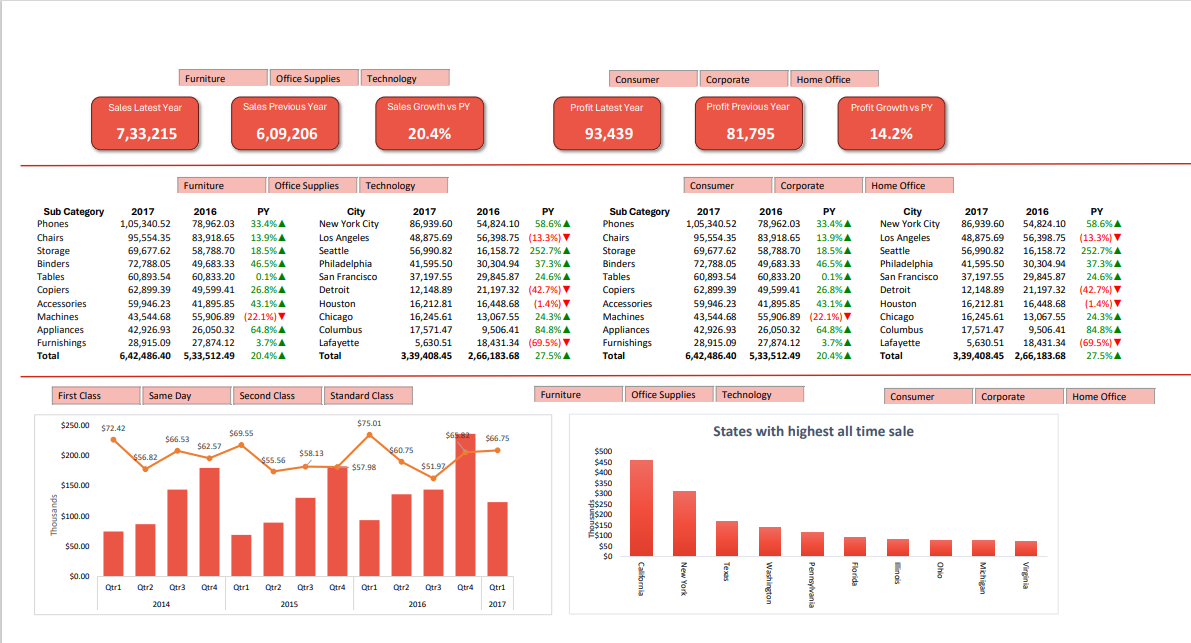 Furniture Office Supplies Technology Consumer Corporate Home Office
Sales Latest Year Sales Previous Year Sales Growth vs PY Profit Latest Year Profit Previous Year Profit Growth vs PY
7,33,215 6,09,206 20.4% 93,439 81,795 14.2%
Furniture Office Supplies Technology Consumer Corporate Home Office
Sub Category 2017 2016 PY City 2017 2016 PY Sub Category 2017 2016 PY City 2017 2016 PY
Phones 1,05,340.52 78,962.03 33.4%▲ New York City 86,939.60 54,824.10 58.6%▲ Phones 1,05,340.52 78,962.03 33.4%▲ New York City 86,939.60 54,824.10 58.6%▲
Chairs 95,554.35 83,918.65 13.9%▲ Los Angeles 48,875.69 56,398.75 (13.3%)▼ Chairs 95,554.35 83,918.65 13.9%▲ Los Angeles 48,875.69 56,398.75 (13.3%)▼
Storage 69,677.62 58,788.70 18.5%▲ Seattle 56,990.82 16,158.72 252.7%▲ Storage 69,677.62 58,788.70 18.5%▲ Seattle 56,990.82 16,158.72 252.7%▲
Binders 72,788.05 49,683.33 46.5%▲ Philadelphia 41,595.50 30,304.94 37.3%▲ Binders 72,788.05 49,683.33 46.5%▲ Philadelphia 41,595.50 30,304.94 37.3%▲
Tables 60,893.54 60,833.20 0.1%▲ San Francisco 37,197.55 29,845.87 24.6%▲ Tables 60,893.54 60,833.20 0.1%▲ San Francisco 37,197.55 29,845.87 24.6%▲
Copiers 62,899.39 49,599.41 26.8%▲ Detroit 12,148.89 21,197.32 (42.7%)▼ Copiers 62,899.39 49,599.41 26.8%▲ Detroit 12,148.89 21,197.32 (42.7%)▼
Accessories 59,946.23 41,895.85 43.1%▲ Houston 16,212.81 16,448.68 (1.4%)▼ Accessories 59,946.23 41,895.85 43.1%▲ Houston 16,212.81 16,448.68 (1.4%)▼
Machines 43,544.68 55,906.89 (22.1%)▼ Chicago 16,245.61 13,067.55 24.3%▲ Machines 43,544.68 55,906.89 (22.1%)▼ Chicago 16,245.61 13,067.55 24.3%▲
Appliances 42,926.93 26,050.32 64.8%▲ Columbus 17,571.47 9,506.41 84.8%▲ Appliances 42,926.93 26,050.32 64.8%▲ Columbus 17,571.47 9,506.41 84.8%▲
Furnishings 28,915.09 27,874.12 3.7%▲ Lafayette 5,630.51 18,431.34 (69.5%)▼ Furnishings 28,915.09 27,874.12 3.7%▲ Lafayette 5,630.51 18,431.34 (69.5%)▼
Total 6,42,486.40 5,33,512.49 20.4%▲ Total 3,39,408.45 2,66,183.68 27.5%▲ Total 6,42,486.40 5,33,512.49 20.4%▲ Total 3,39,408.45 2,66,183.68 27.5%▲
First Class Same Day Second Class Standard Class
Furniture Office Supplies Technology
Consumer Corporate Home Office
Thousands
$250.00
$200.00
$150.00
$100.00
$50.00
$0.00
$72.42 $56.82 $66.53 $62.57 $69.55 $55.56 $58.13 $57.98 $75.01 $60.75 $51.97 $65.82 $66.75
Qtr1 Qtr2 Qtr3 Qtr4 Qtr1 Qtr2 Qtr3 Qtr4 Qtr1 Qtr2 Qtr3 Qtr4 Qtr1
2014 2015 2016 2017
States with highest all time sale
Thousands
$500
$450
$400
$350
$300
$250
$200
$150
$100
$50
$0
California New York Texas Washington Pennsylvania Florida Illinois Ohio Michigan Virginia